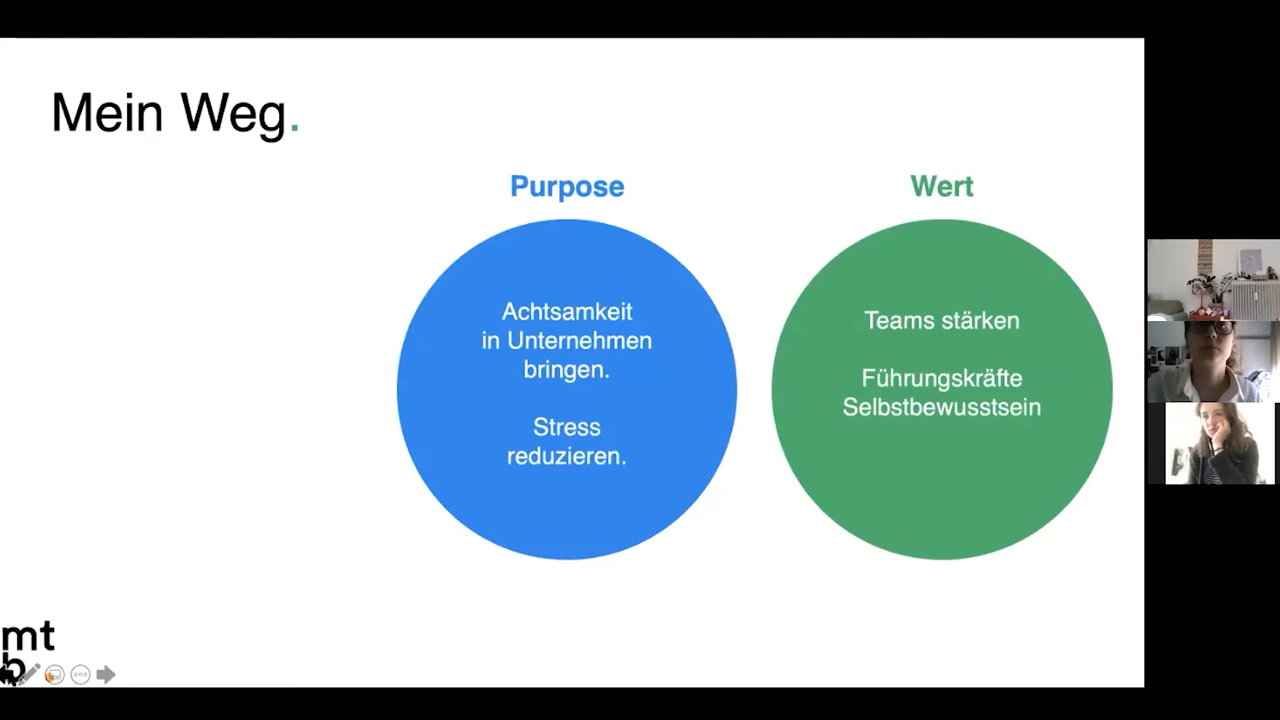 Mein Weg.
Purpose
Achtsamkeit
in Unternehmen
bringen.
Stress
reduzieren.
Wert
Teams stärken
Führungskräfte
Selbstbewusstsein
mt
b